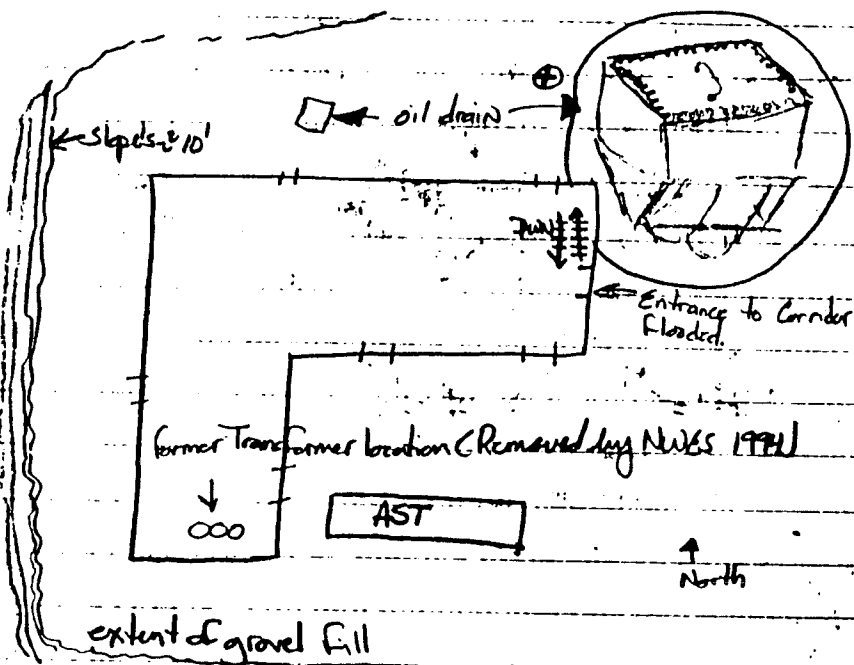 oil drain
slopes ≈ 10'
DWN
Entrance to Corridor
Flooded.
former Transformer location (Removed by NWES 1994)
AST
North
extent of gravel fill